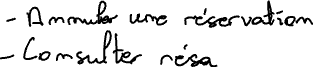 - Annuler une réservation
- Consulter résa